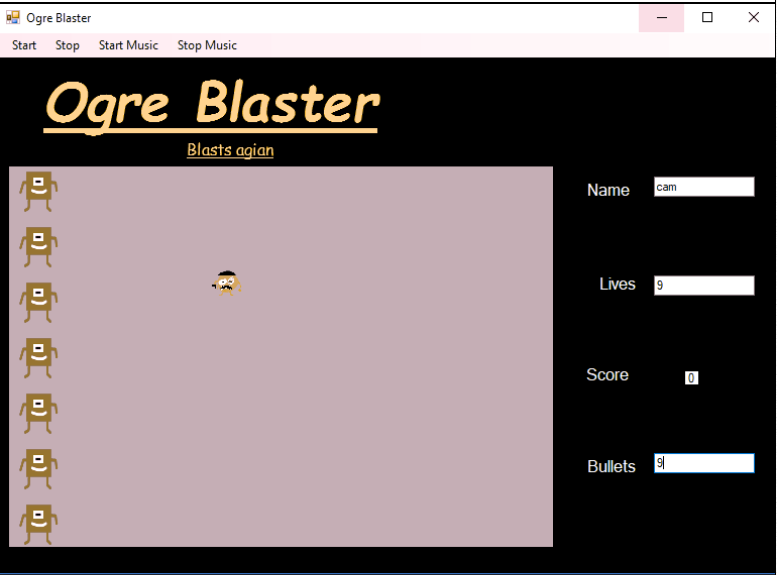 Ogre Blaster
Start Stop Start Music Stop Music
Ogre Blaster
Blasts agian
Name cam
Lives 9
Score 0
Bullets 9